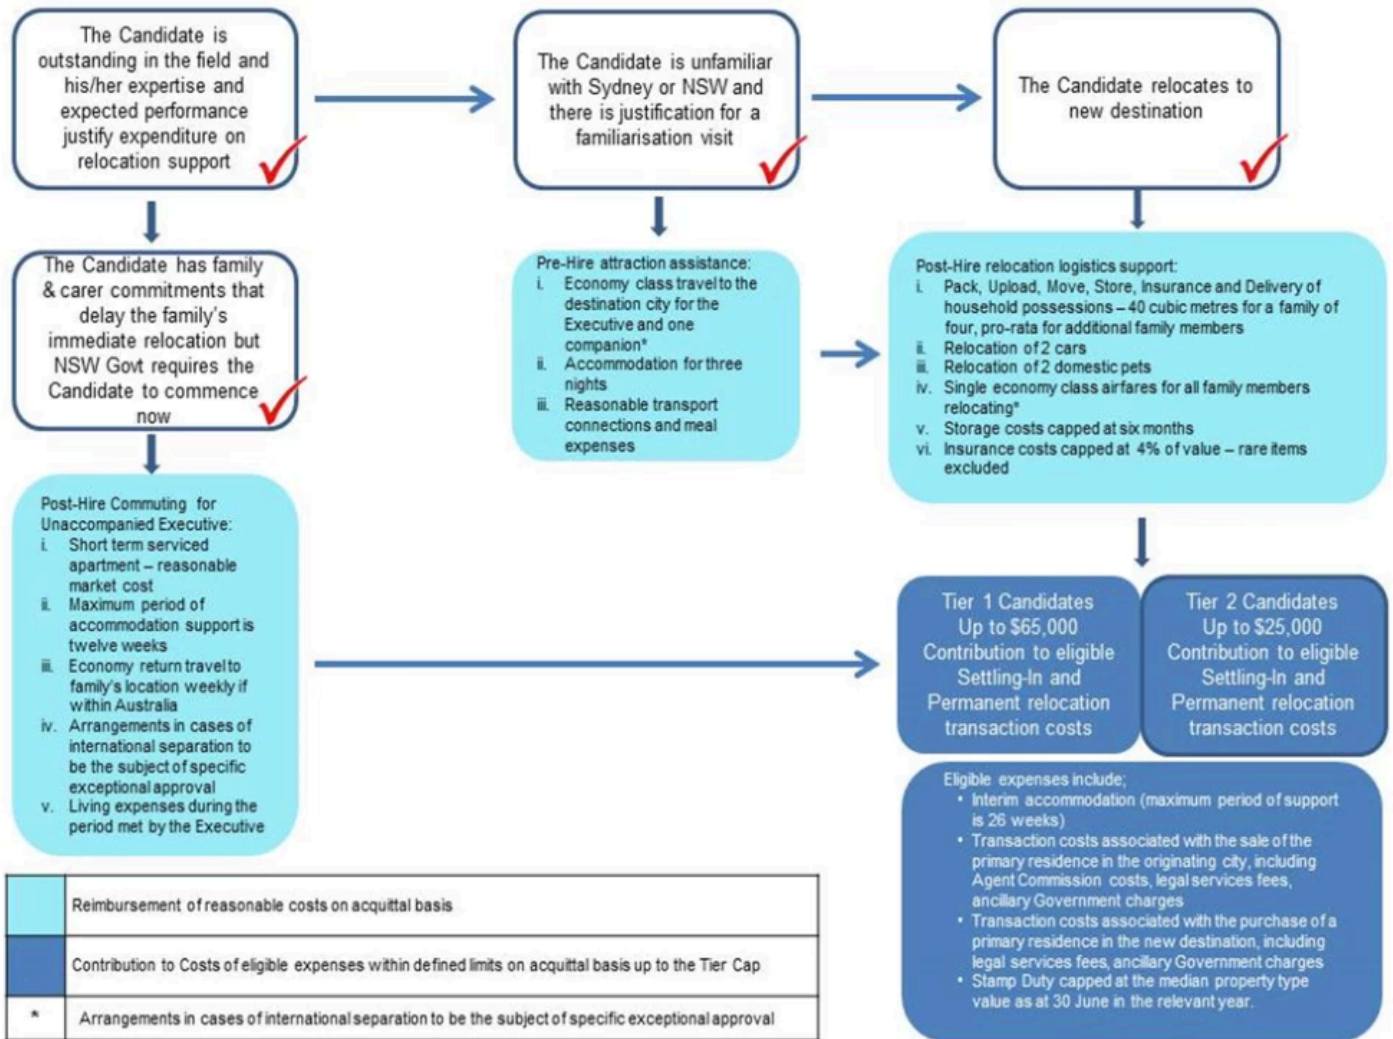 The Candidate is
outstanding in the field and
his/her expertise and
expected performance
justify expenditure on
relocation support
The Candidate is unfamiliar
with Sydney or NSW and
there is justification for a
familiarisation visit
The Candidate relocates to
new destination
The Candidate has family
& carer commitments that
delay the family's
immediate relocation but
NSW Govt requires the
Candidate to commence
now
Pre-Hire attraction assistance:
i. Economy class travel to the
destination city for the
Executive and one
companion*
ii. Accommodation for three
nights
iii. Reasonable transport
connections and meal
expenses
Post-Hire relocation logistics support:
i. Pack, Upload, Move, Store, Insurance and Delivery of
household possessions – 40 cubic metres for a family of
four, pro-rata for additional family members
ii. Relocation of 2 cars
iii. Relocation of 2 domestic pets
iv. Single economy class airfares for all family members
relocating*
v. Storage costs capped at six months
vi. Insurance costs capped at 4% of value – rare items
excluded
Post-Hire Commuting for
Unaccompanied Executive:
i. Short term serviced
apartment – reasonable
market cost
ii. Maximum period of
accommodation support is
twelve weeks
iii. Economy return travel to
family's location weekly if
within Australia
iv. Arrangements in cases of
international separation to
be the subject of specific
exceptional approval
v. Living expenses during the
period met by the Executive
Tier 1 Candidates
Up to $65,000
Contribution to eligible
Settling-In and
Permanent relocation
transaction costs
Tier 2 Candidates
Up to $25,000
Contribution to eligible
Settling-In and
Permanent relocation
transaction costs
Eligible expenses include;
• Interim accommodation (maximum period of support
is 26 weeks)
• Transaction costs associated with the sale of the
primary residence in the originating city, including
Agent Commission costs, legal services fees,
ancillary Government charges
• Transaction costs associated with the purchase of a
primary residence in the new destination, including
legal services fees, ancillary Government charges
• Stamp Duty capped at the median property type
value as at 30 June in the relevant year.
Reimbursement of reasonable costs on acquittal basis
Contribution to Costs of eligible expenses within defined limits on acquittal basis up to the Tier Cap
* Arrangements in cases of international separation to be the subject of specific exceptional approval